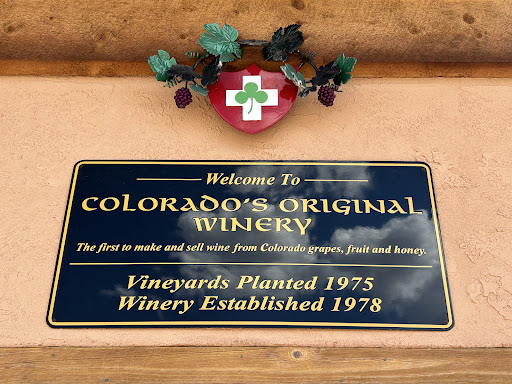 Welcome To
COLORADO'S ORIGINAL
WINERY
The first to make and sell wine from Colorado grapes, fruit and honey.
Vineyards Planted 1975
Winery Established 1978